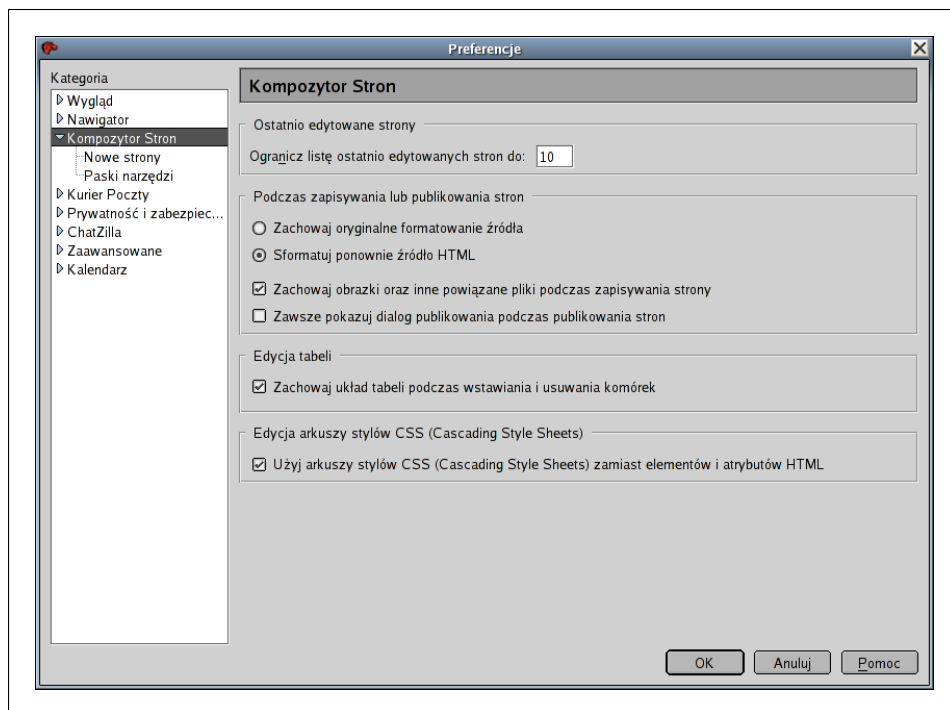 Preferencje
Kategoria
Wygląd
Nawigator
Kompozytor Stron
Nowe strony
Paski narzędzi
Kurier Poczty
Prywatność i zabezpiec...
ChatZilla
Zaawansowane
Kalendarz
Kompozytor Stron
Ostatnio edytowane strony
Ogranicz listę ostatnio edytowanych stron do: 10
Podczas zapisywania lub publikowania stron
Zachowaj oryginalne formatowanie źródła
Sformatuj ponownie źródło HTML
Zachowaj obrazki oraz inne powiązane pliki podczas zapisywania strony
Zawsze pokazuj dialog publikowania podczas publikowania stron
Edycja tabeli
Zachowaj układ tabeli podczas wstawiania i usuwania komórek
Edycja arkuszy stylów CSS (Cascading Style Sheets)
Użyj arkuszy stylów CSS (Cascading Style Sheets) zamiast elementów i atrybutów HTML
OK Anuluj Pomoc